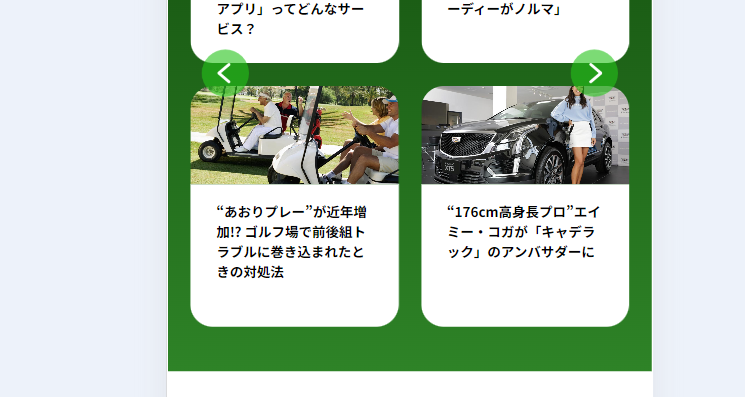 アプリ」ってどんなサー
ビス？
ーディーがノルマ」
“あおりプレー”が近年増
加!? ゴルフ場で前後組ト
ラブルに巻き込まれたと
きの対処法
“176cm高身長プロ”エイ
ミー・コガが「キャデラ
ック」のアンバサダーに